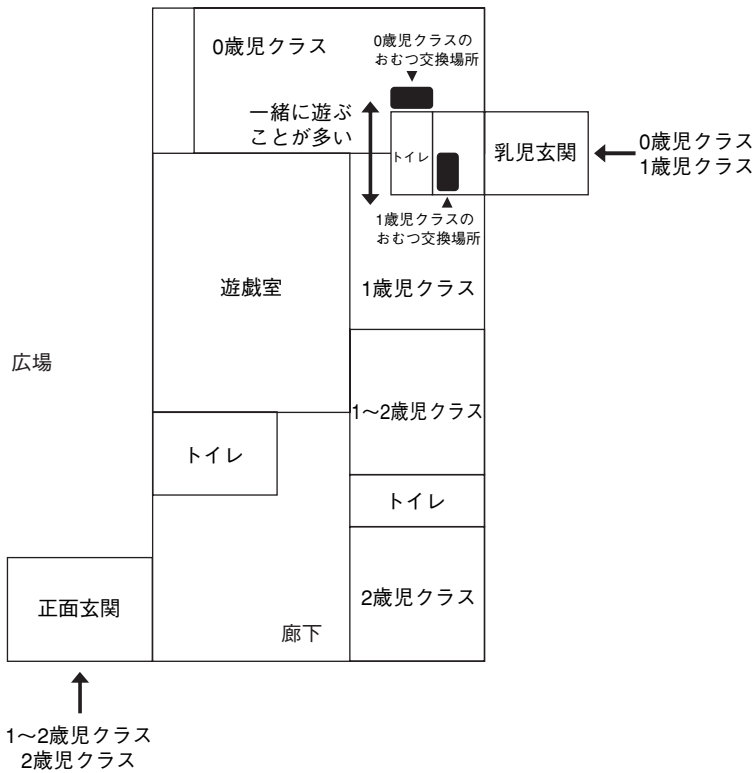 0歳児クラス
0歳児クラスの
おむつ交換場所
一緒に遊ぶ
ことが多い
トイレ
乳児玄関
0歳児クラス
1歳児クラス
1歳児クラスの
おむつ交換場所
遊戯室
1歳児クラス
広場
1〜2歳児クラス
トイレ
トイレ
正面玄関
2歳児クラス
廊下
1〜2歳児クラス
2歳児クラス